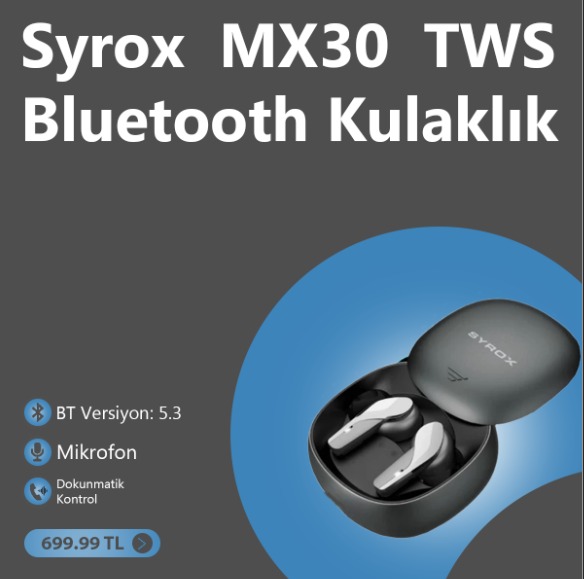 Syrox MX30 TWS
Bluetooth Kulaklık
SYROX
BT Versiyon: 5.3
Mikrofon
Dokunmatik
Kontrol
699.99 TL